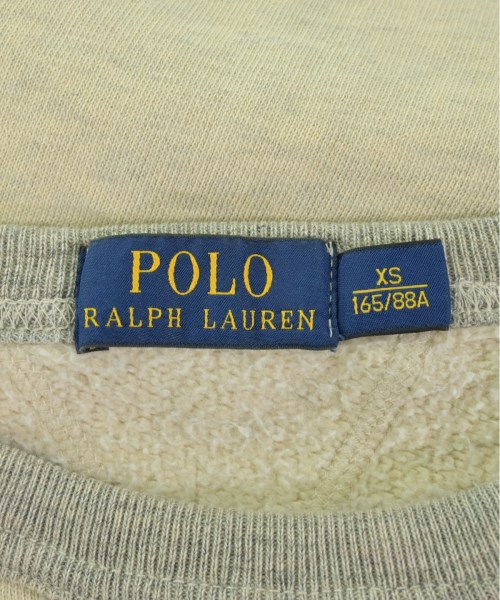 POLO
RALPH LAUREN
XS
165/88A